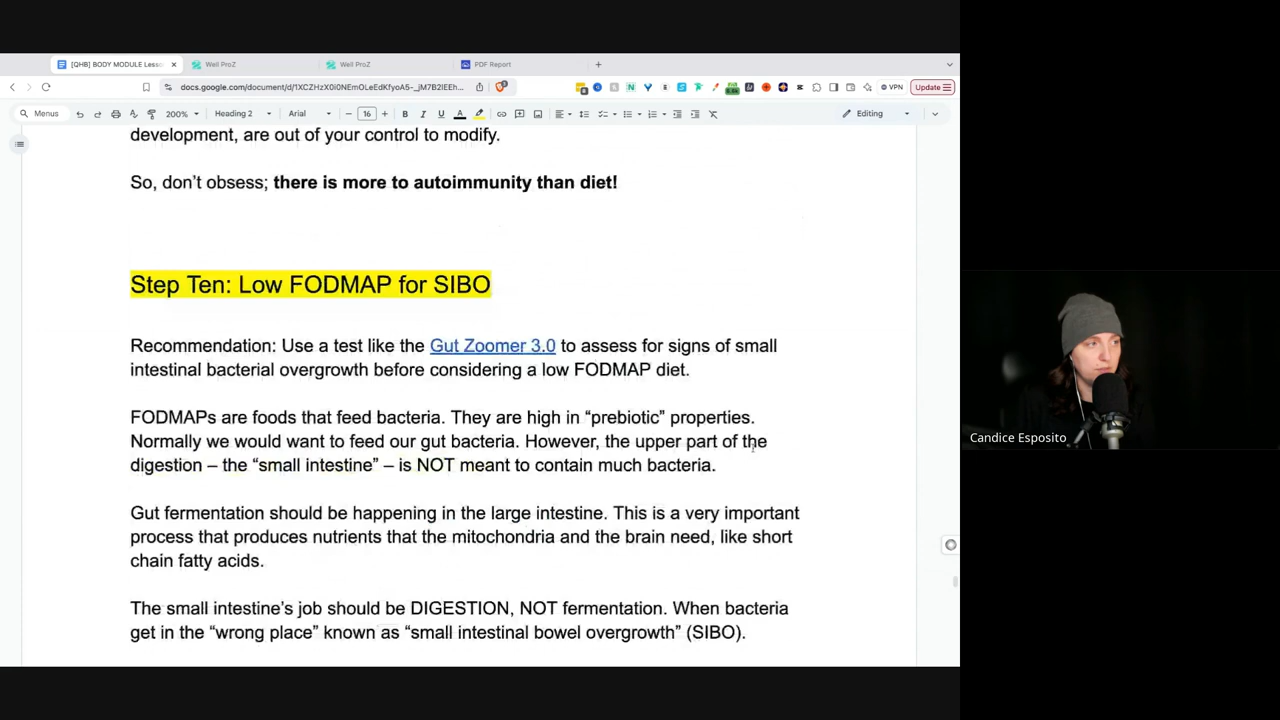 [QHB] BODY MODULE Lesso
Well ProZ
Well ProZ
PDF Report
docs.google.com/document/d/1XCZHzX0i0NEmOLeEdKfyoA5-_jM7B2lEEh...
VPN
Update
Menus
200%
Heading 2
Arial
16
Editing
development, are out of your control to modify.
So, don’t obsess; there is more to autoimmunity than diet!
Step Ten: Low FODMAP for SIBO
Recommendation: Use a test like the Gut Zoomer 3.0 to assess for signs of small
intestinal bacterial overgrowth before considering a low FODMAP diet.
FODMAPs are foods that feed bacteria. They are high in “prebiotic” properties.
Normally we would want to feed our gut bacteria. However, the upper part of the
digestion – the “small intestine” – is NOT meant to contain much bacteria.
Gut fermentation should be happening in the large intestine. This is a very important
process that produces nutrients that the mitochondria and the brain need, like short
chain fatty acids.
The small intestine’s job should be DIGESTION, NOT fermentation. When bacteria
get in the “wrong place” known as “small intestinal bowel overgrowth” (SIBO).
Candice Esposito